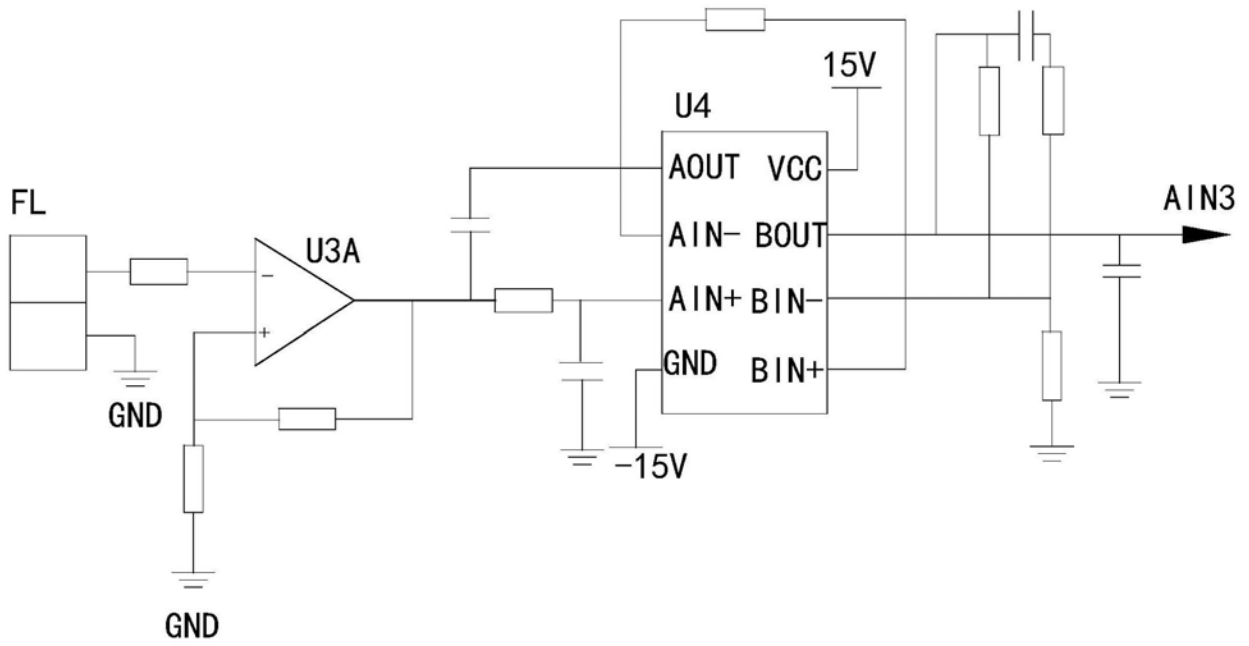 15V
U4
AOUT VCC
FL
AIN3
U3A
AIN- BOUT
-
AIN+ BIN-
+
GND BIN+
GND
-15V
GND